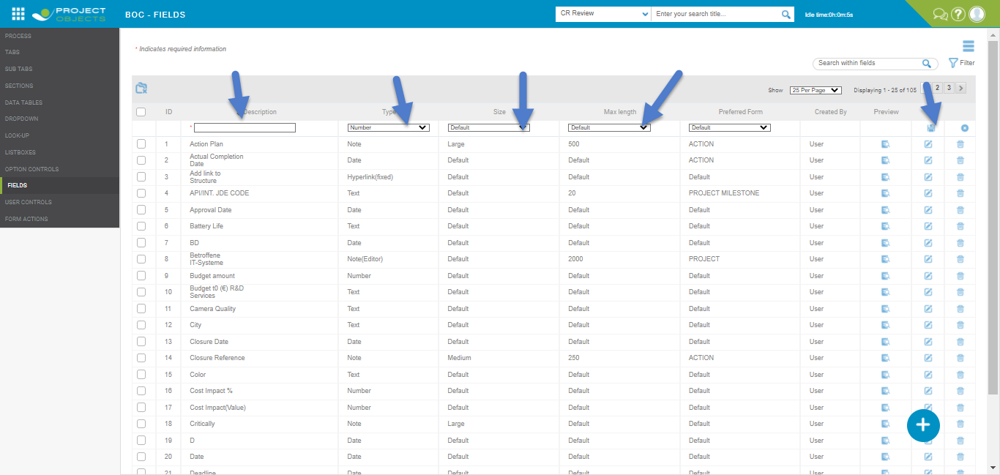 PROJECT
OBJECTS
BOC - FIELDS
CR Review
Enter your search title...
Idle time:0h:0m:5s
PROCESS
TABS
SUB TABS
SECTIONS
DATA TABLES
DROPDOWN
LOOK-UP
LISTBOXES
OPTION CONTROLS
FIELDS
USER CONTROLS
FORM ACTIONS
* Indicates required information
Search within fields
Filter
Show 25 Per Page Displaying 1 - 25 of 105 2 3 >
ID Description Type Size Max length Preferred Form Created By Preview
* Number Default Default Default
1 Action Plan Note Large 500 ACTION User
2 Actual Completion Date Date Default Default ACTION User
3 Add link to Structure Hyperlink(fixed) Default Default Default User
4 API/INT. JDE CODE Text Default 20 PROJECT MILESTONE User
5 Approval Date Date Default Default Default User
6 Battery Life Text Default Default Default User
7 BD Date Default Default Default User
8 Betroffene IT-Systeme Note(Editor) Default 2000 PROJECT User
9 Budget amount Number Default Default Default User
10 Budget t0 (€) R&D Services Text Default Default Default User
11 Camera Quality Text Default Default Default User
12 City Text Default Default Default User
13 Closure Date Date Default Default Default User
14 Closure Reference Note Medium 250 ACTION User
15 Color Text Default Default Default User
16 Cost Impact % Number Default Default Default User
17 Cost Impact(Value) Number Default Default Default User
18 Critically Note Large Default Default User
19 D Date Default Default Default User
20 Date Date Default Default Default User
21 Deadline Date Default Default Default User